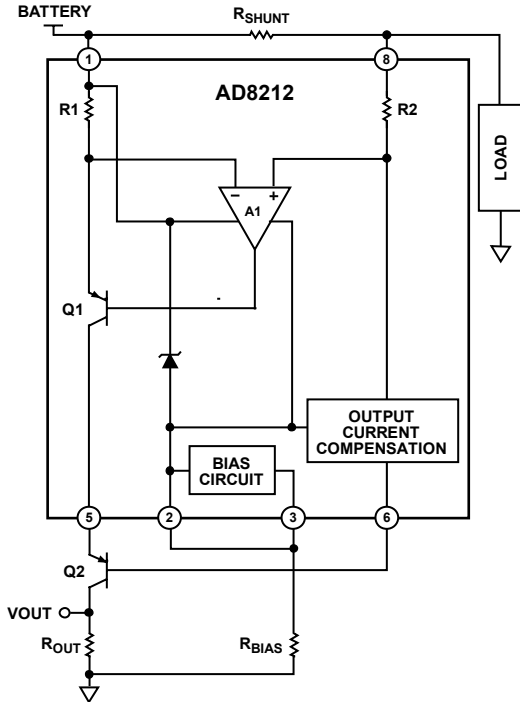 BATTERY
RSHUNT
1
8
AD8212
R1
R2
LOAD
− +
A1
Q1
OUTPUT
CURRENT
COMPENSATION
BIAS
CIRCUIT
5
2
3
6
Q2
VOUT
ROUT
RBIAS